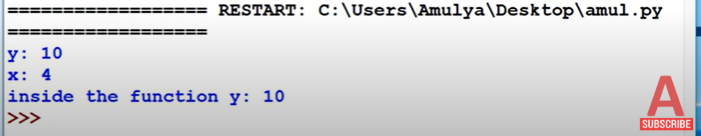 ================== RESTART: C:\Users\Amulya\Desktop\amul.py
==================
y: 10
x: 4
inside the function y: 10
>>>
A
SUBSCRIBE